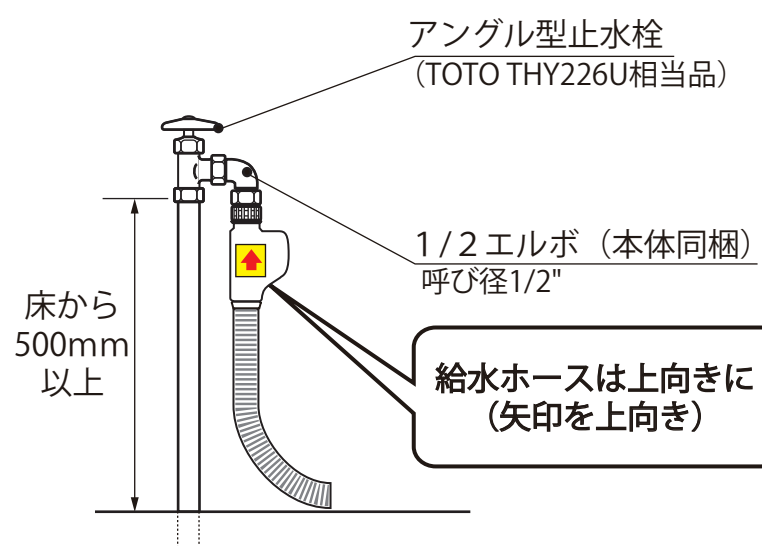 アングル型止水栓
（TOTO THY226U相当品）
1 / 2 エルボ（本体同梱）
呼び径1/2"
床から
500mm
以上
給水ホースは上向きに
（矢印を上向き）